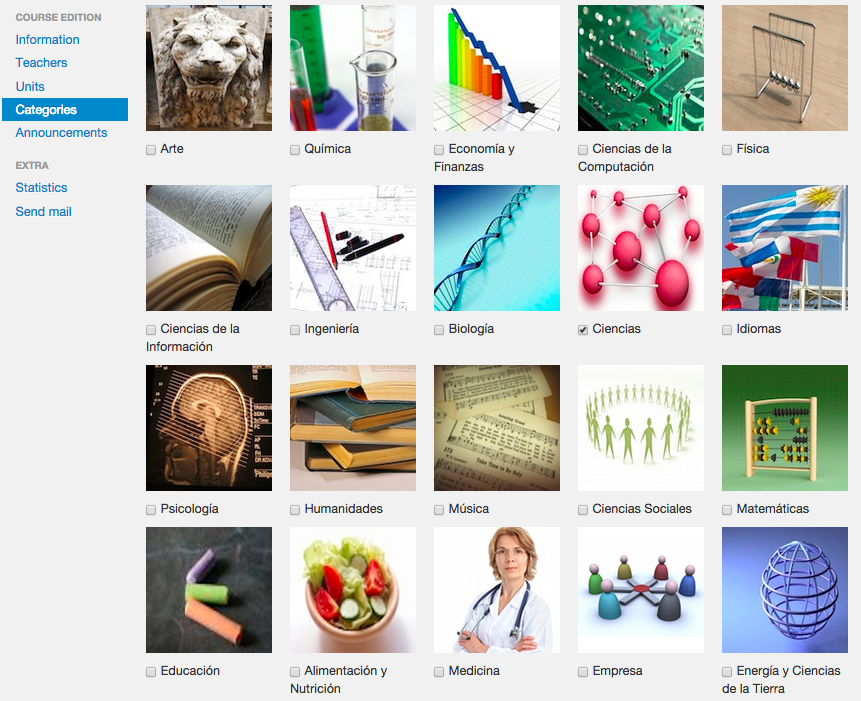 COURSE EDITION
Information
Teachers
Units
Categories
Announcements
EXTRA
Statistics
Send mail
Arte
Química
Economía y
Finanzas
Ciencias de la
Computación
Física
Ciencias de la
Información
Ingeniería
Biología
Ciencias
Idiomas
Psicología
Humanidades
Música
Ciencias Sociales
Matemáticas
Educación
Alimentación y
Nutrición
Medicina
Empresa
Energía y Ciencias
de la Tierra